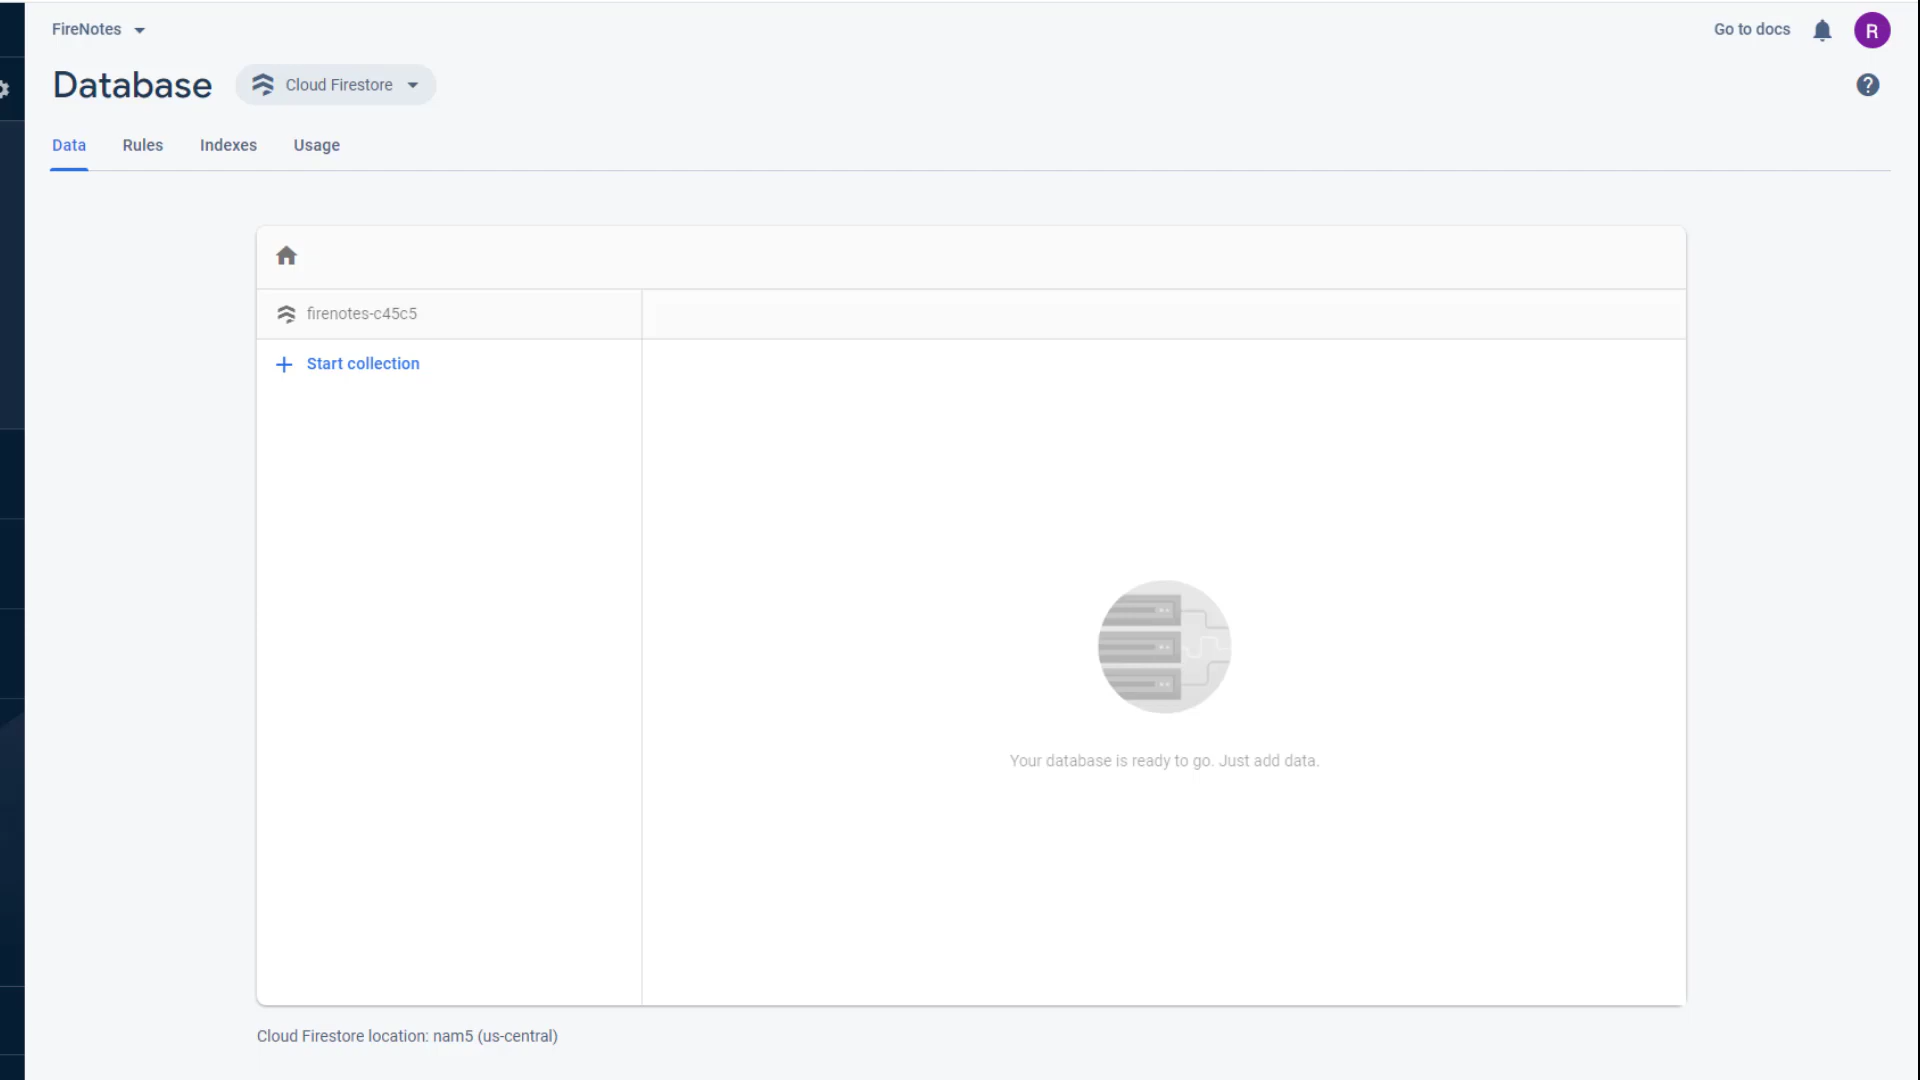 FireNotes
Go to docs
R
Database
Cloud Firestore
?
Data
Rules
Indexes
Usage
firenotes-c45c5
+ Start collection
Your database is ready to go. Just add data.
Cloud Firestore location: nam5 (us-central)